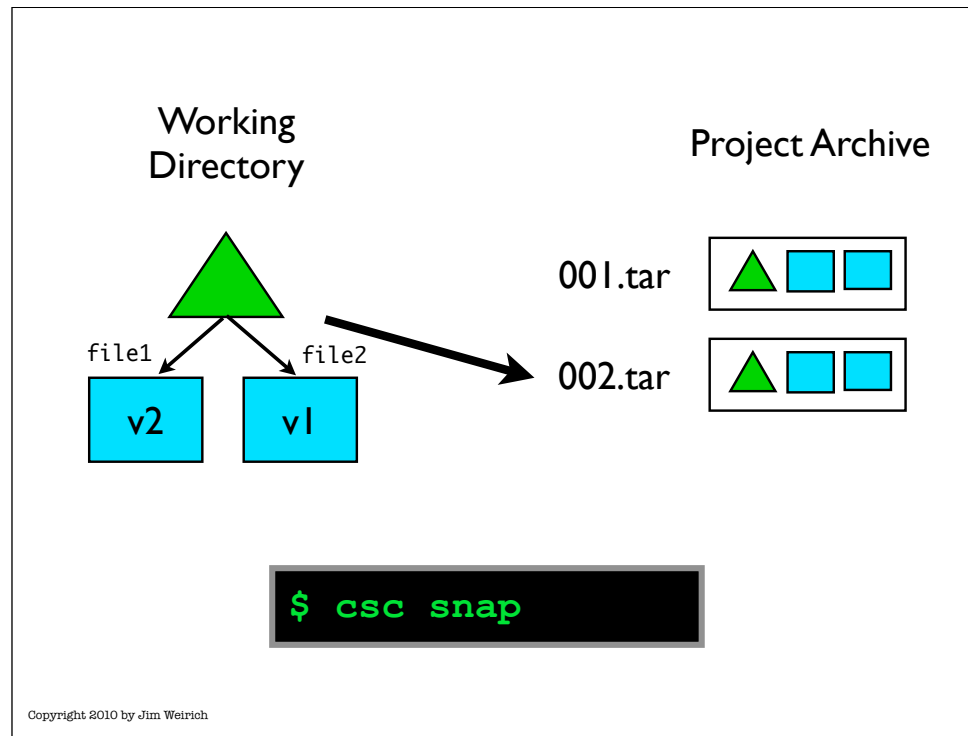 Working
Directory
Project Archive
001.tar
file1
file2
002.tar
v2
v1
$ csc snap
Copyright 2010 by Jim Weirich